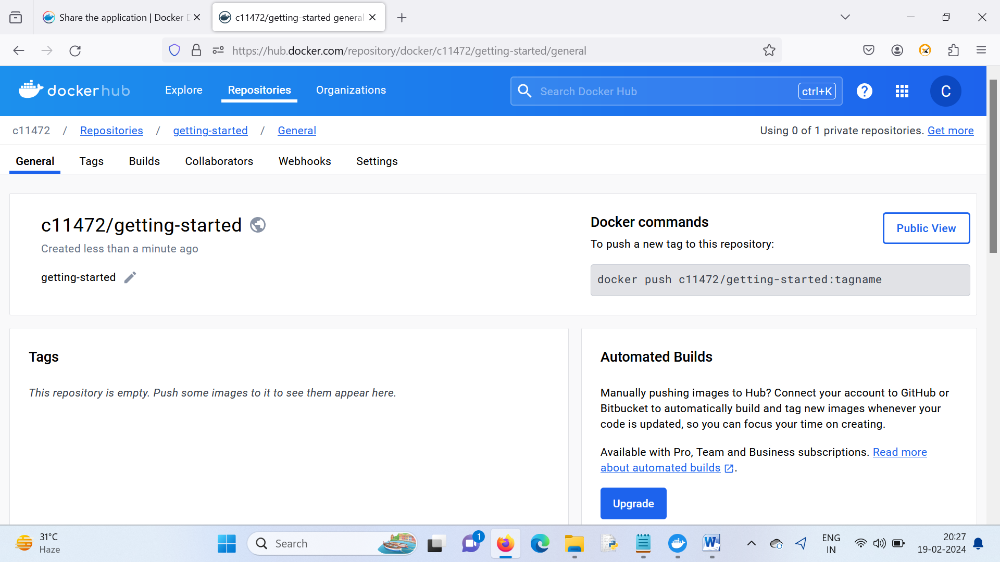 Share the application | Docker D
c11472/getting-started general
https://hub.docker.com/repository/docker/c11472/getting-started/general
docker hub
Explore
Repositories
Organizations
Search Docker Hub
ctrl+K
?
C
c11472 / Repositories / getting-started / General
Using 0 of 1 private repositories. Get more
General
Tags
Builds
Collaborators
Webhooks
Settings
c11472/getting-started
Created less than a minute ago
getting-started
Docker commands
Public View
To push a new tag to this repository:
docker push c11472/getting-started:tagname
Tags
This repository is empty. Push some images to it to see them appear here.
Automated Builds
Manually pushing images to Hub? Connect your account to GitHub or
Bitbucket to automatically build and tag new images whenever your
code is updated, so you can focus your time on creating.
Available with Pro, Team and Business subscriptions. Read more
about automated builds .
Upgrade
31°C
Haze
Search
1
W
ENG
IN
20:27
19-02-2024